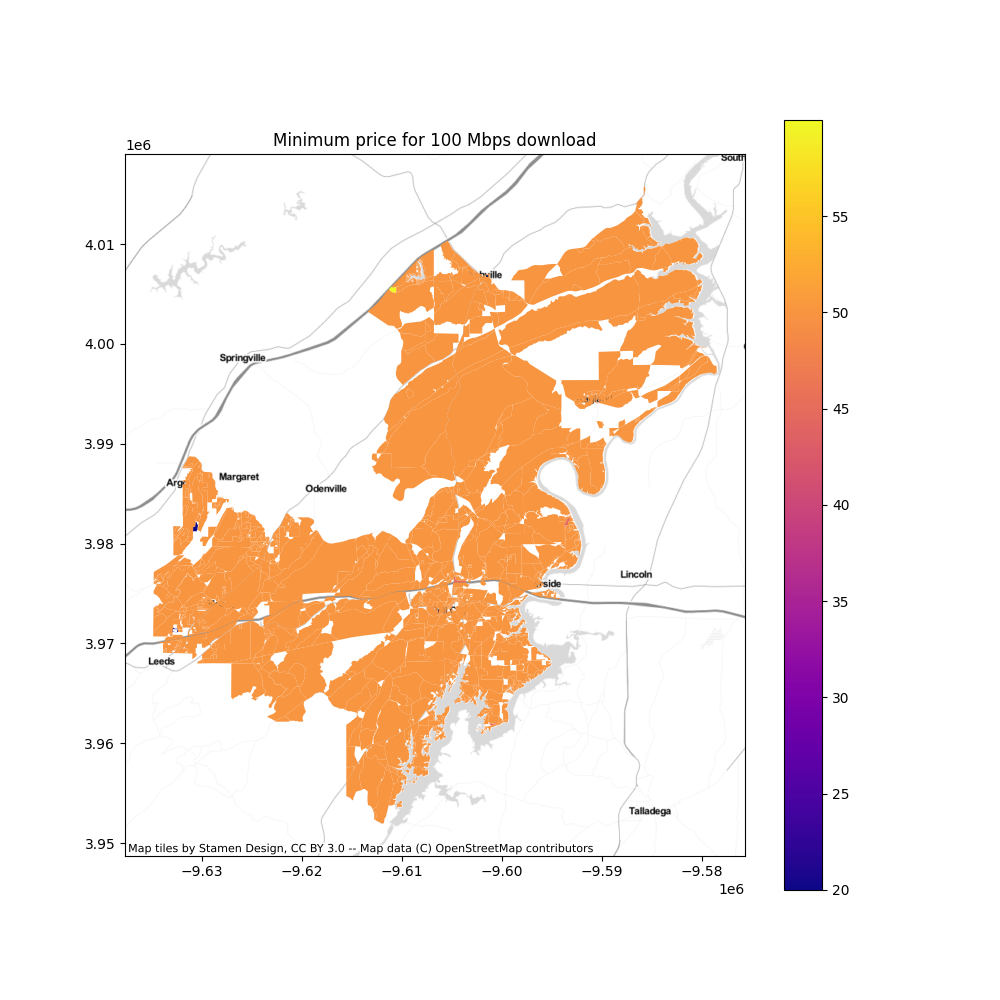 Minimum price for 100 Mbps download
1e6
South
4.01
55
4.00
50
Springville
3.99
45
Margaret
Odenville
40
3.98
Lincoln
35
3.97
Leeds
30
3.96
25
Talladega
3.95
Map tiles by Stamen Design, CC BY 3.0 -- Map data (C) OpenStreetMap contributors
−9.63 −9.62 −9.61 −9.60 −9.59 −9.58
1e6
20